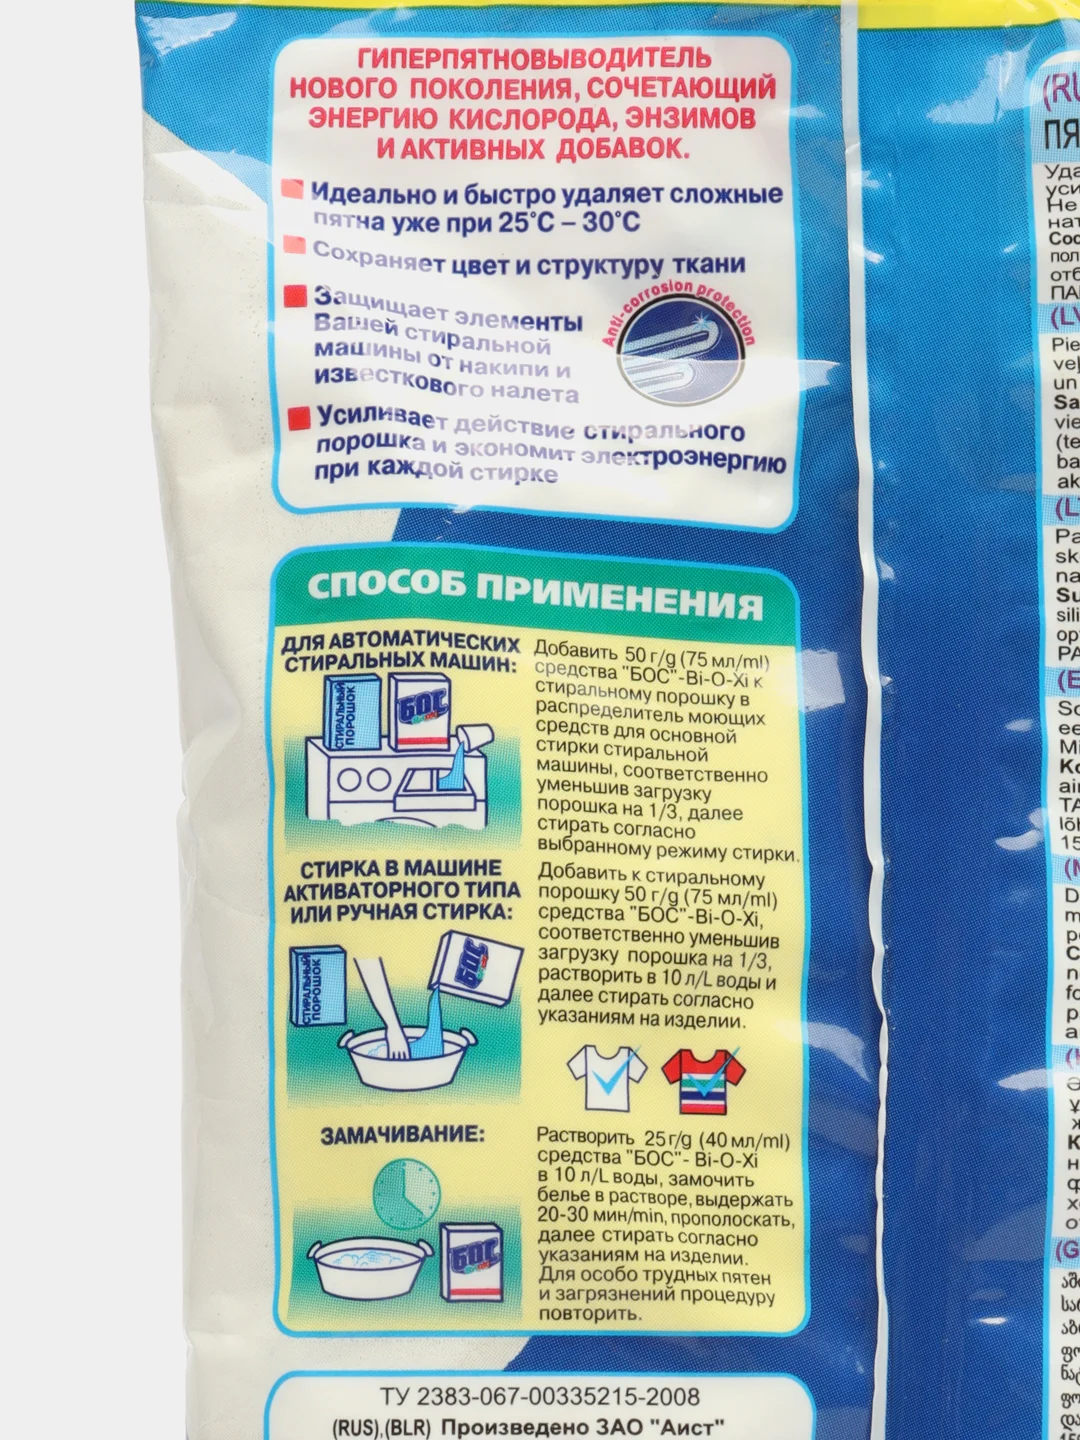 ГИПЕРПЯТНОВЫВОДИТЕЛЬ
НОВОГО ПОКОЛЕНИЯ, СОЧЕТАЮЩИЙ
ЭНЕРГИЮ КИСЛОРОДА, ЭНЗИМОВ
И АКТИВНЫХ ДОБАВОК.
Идеально и быстро удаляет сложные
пятна уже при 25°С – 30°С
Сохраняет цвет и структуру ткани
Защищает элементы
Вашей стиральной
машины от накипи и
известкового налета
Anti-corrosion protection
Усиливает действие стирального
порошка и экономит электроэнергию
при каждой стирке
СПОСОБ ПРИМЕНЕНИЯ
ДЛЯ АВТОМАТИЧЕСКИХ
СТИРАЛЬНЫХ МАШИН:
СТИРАЛЬНЫЙ
ПОРОШОК
БОС
Добавить 50 г/g (75 мл/ml)
средства "БОС"-Bi-O-Xi к
стиральному порошку в
распределитель моющих
средств для основной
стирки стиральной
машины, соответственно
уменьшив загрузку
порошка на 1/3, далее
стирать согласно
выбранному режиму стирки.
СТИРКА В МАШИНЕ
АКТИВАТОРНОГО ТИПА
ИЛИ РУЧНАЯ СТИРКА:
СТИРАЛЬНЫЙ
ПОРОШОК
БОС
Добавить к стиральному
порошку 50 г/g (75 мл/ml)
средства "БОС"-Bi-O-Xi,
соответственно уменьшив
загрузку порошка на 1/3,
растворить в 10 л/L воды и
далее стирать согласно
указаниям на изделии.
ЗАМАЧИВАНИЕ:
БОС
Растворить 25г/g (40 мл/ml)
средства "БОС"- Bi-O-Xi
в 10 л/L воды, замочить
белье в растворе, выдержать
20-30 мин/min, прополоскать,
далее стирать согласно
указаниям на изделии.
Для особо трудных пятен
и загрязнений процедуру
повторить.
ТУ 2383-067-00335215-2008
(RUS),(BLR) Произведено ЗАО "Аист"